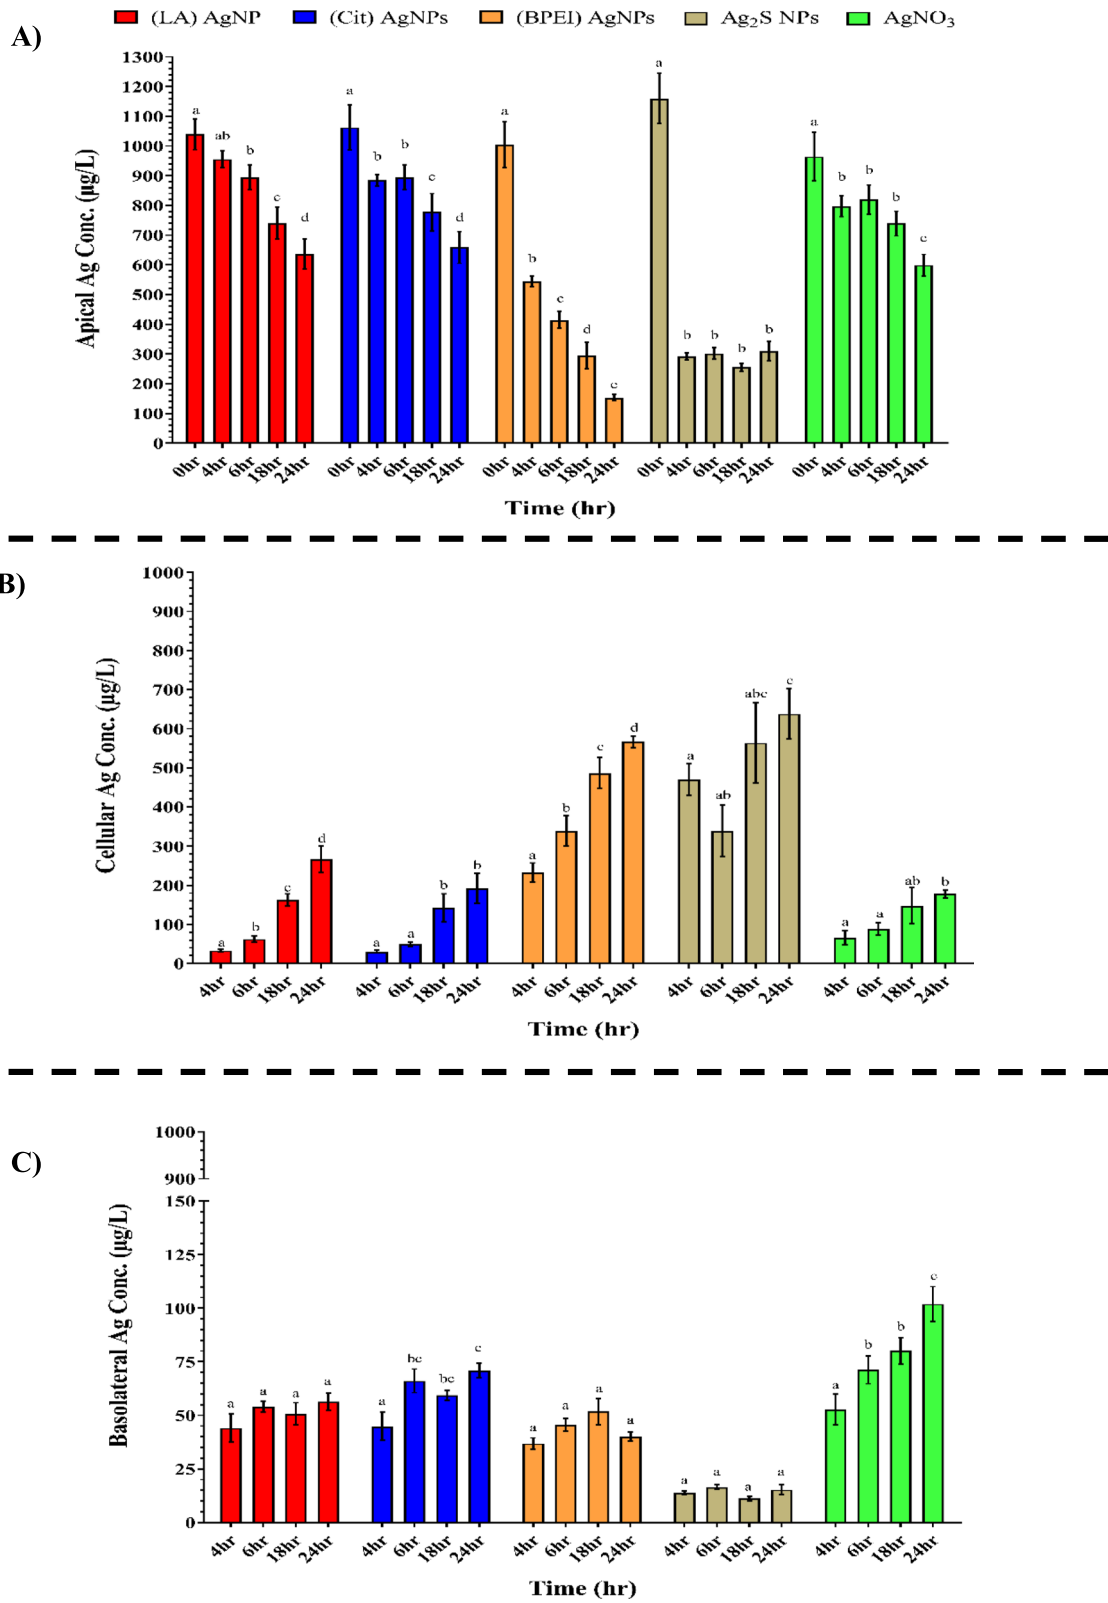 (LA) AgNP (Cit) AgNPs (BPEI) AgNPs Ag₂S NPs AgNO₃
A)
Apical Ag Conc. (µg/L)
1300
1200
1100
1000
900
800
700
600
500
400
300
200
100
0
a ab b c d a b b c d a b c d c a b b b b a b b b c
0hr 4hr 6hr 18hr 24hr 0hr 4hr 6hr 18hr 24hr 0hr 4hr 6hr 18hr 24hr 0hr 4hr 6hr 18hr 24hr 0hr 4hr 6hr 18hr 24hr
Time (hr)
B)
Cellular Ag Conc. (µg/L)
1000
900
800
700
600
500
400
300
200
100
0
a b c d a a b b a b c d a ab abc c a a ab b
4hr 6hr 18hr 24hr 4hr 6hr 18hr 24hr 4hr 6hr 18hr 24hr 4hr 6hr 18hr 24hr 4hr 6hr 18hr 24hr
Time (hr)
C)
Basolateral Ag Conc. (µg/L)
1000
900
150
125
100
75
50
25
0
a a a a a bc bc c a a a a a a a a a b b c
4hr 6hr 18hr 24hr 4hr 6hr 18hr 24hr 4hr 6hr 18hr 24hr 4hr 6hr 18hr 24hr 4hr 6hr 18hr 24hr
Time (hr)